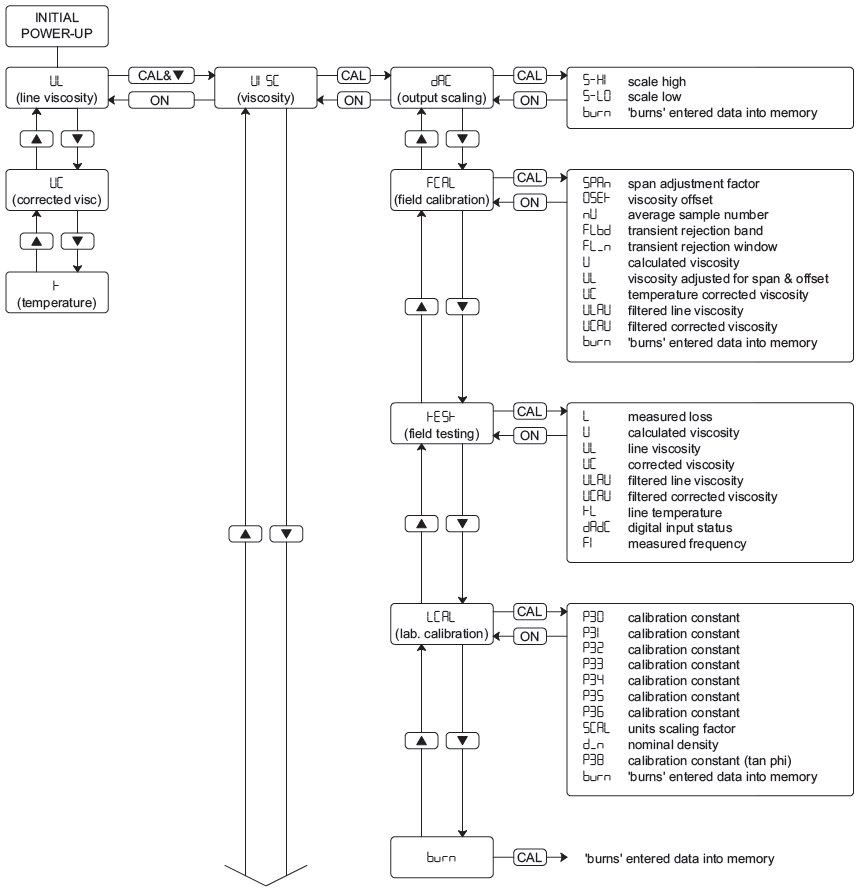 INITIAL
POWER-UP
UL
(line viscosity)
CAL&▼
ON
UISC
(viscosity)
CAL
ON
dAC
(output scaling)
CAL
ON
S-HI scale high
S-LO scale low
burn 'burns' entered data into memory
▲ ▼
UC
(corrected visc)
▲ ▼
t
(temperature)
▲ ▼
FCAL
(field calibration)
CAL
ON
SPAn span adjustment factor
OSEt viscosity offset
nU average sample number
FLbd transient rejection band
FL_n transient rejection window
U calculated viscosity
UL viscosity adjusted for span & offset
UC temperature corrected viscosity
ULAU filtered line viscosity
UCAU filtered corrected viscosity
burn 'burns' entered data into memory
▲ ▼
tESt
(field testing)
CAL
ON
L measured loss
U calculated viscosity
UL line viscosity
UC corrected viscosity
ULAU filtered line viscosity
UCAU filtered corrected viscosity
tL line temperature
dAdC digital input status
FI measured frequency
▲ ▼
▲ ▼
LCAL
(lab. calibration)
CAL
ON
P30 calibration constant
P31 calibration constant
P32 calibration constant
P33 calibration constant
P34 calibration constant
P35 calibration constant
P36 calibration constant
SCAL units scaling factor
d_n nominal density
P38 calibration constant (tan phi)
burn 'burns' entered data into memory
▲ ▼
burn
CAL
'burns' entered data into memory